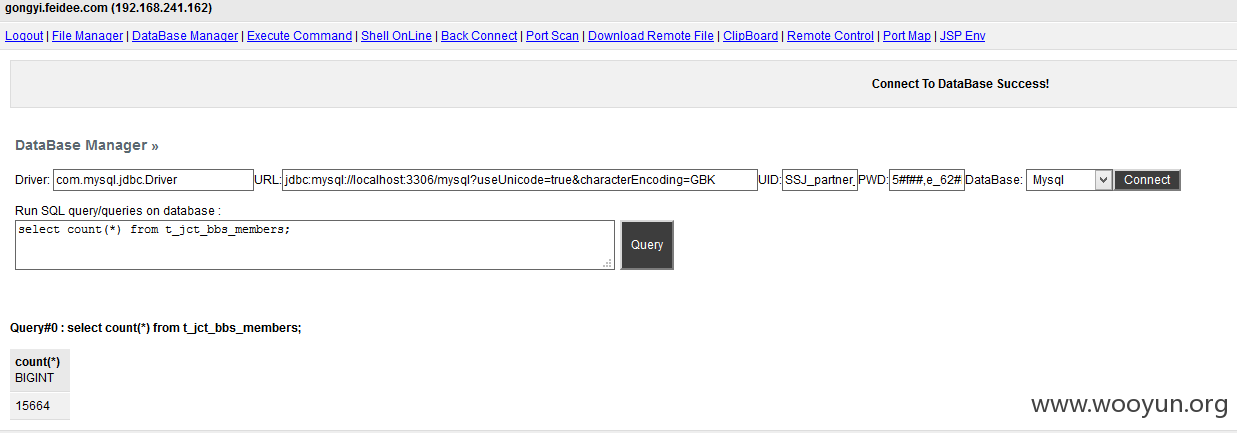 gongyi.feidee.com (192.168.241.162)
Logout | File Manager | DataBase Manager | Execute Command | Shell OnLine | Back Connect | Port Scan | Download Remote File | ClipBoard | Remote Control | Port Map | JSP Env
Connect To DataBase Success!
DataBase Manager »
Driver: com.mysql.jdbc.Driver URL: jdbc:mysql://localhost:3306/mysql?useUnicode=true&characterEncoding=GBK UID: SSJ_partner_ PWD: 5#f##,e_62# DataBase: Mysql Connect
Run SQL query/queries on database :
select count(*) from t_jct_bbs_members;
Query
Query#0 : select count(*) from t_jct_bbs_members;
count(*)
BIGINT
15664
www.wooyun.org